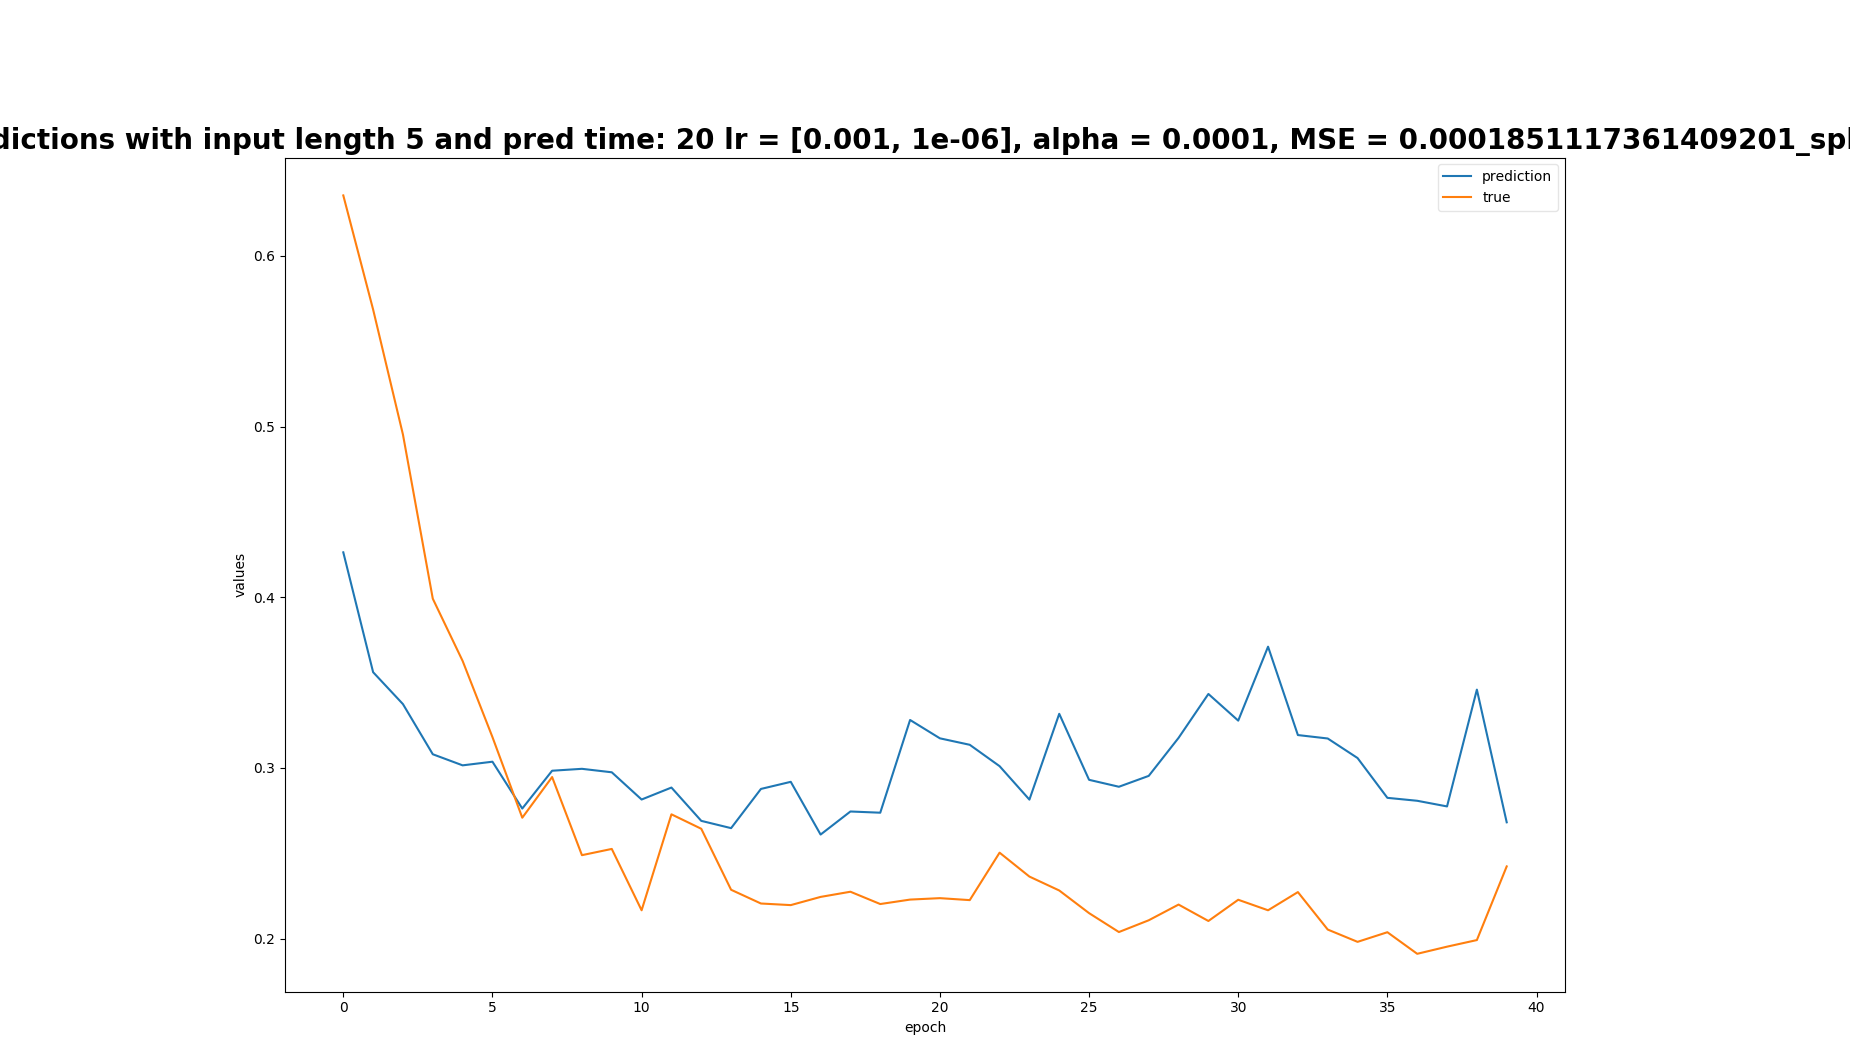 dictions with input length 5 and pred time: 20 lr = [0.001, 1e-06], alpha = 0.0001, MSE = 0.0001851117361409201_spl
prediction
true
0.6
0.5
0.4
0.3
0.2
values
0 5 10 15 20 25 30 35 40
epoch